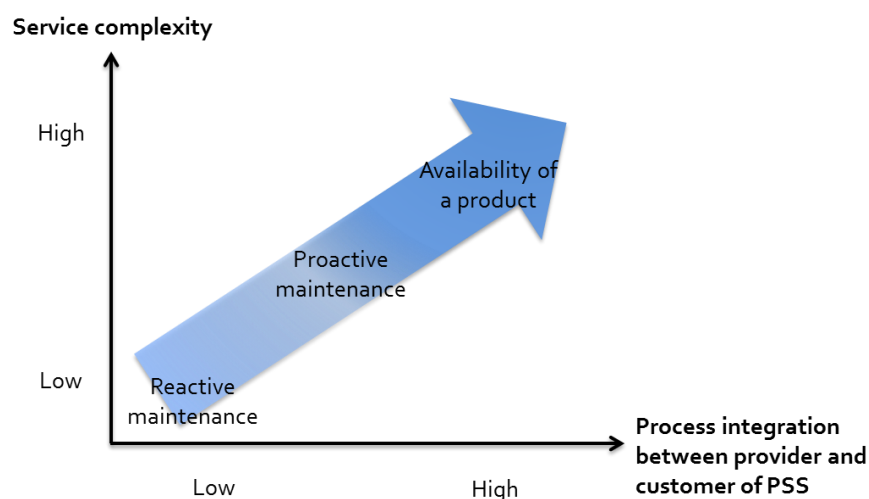 Service complexity
High
Availability of
a product
Proactive
maintenance
Low
Reactive
maintenance
Process integration
between provider and
customer of PSS
Low
High